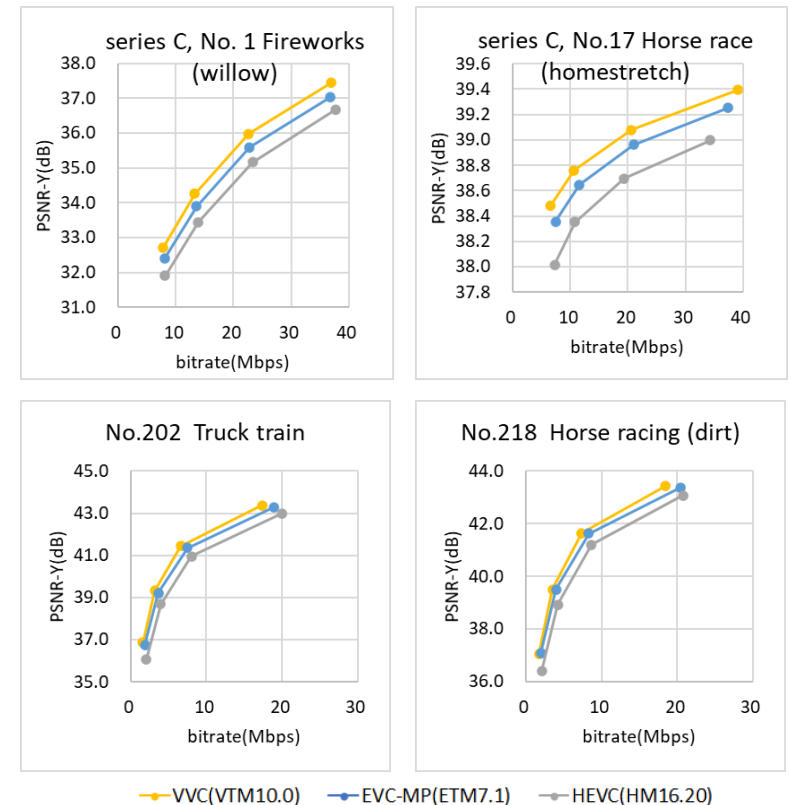 series C, No. 1 Fireworks
(willow)
38.0
37.0
36.0
35.0
34.0
33.0
32.0
31.0
PSNR-Y(dB)
0 10 20 30 40
bitrate(Mbps)
series C, No.17 Horse race
(homestretch)
39.6
39.4
39.2
39.0
38.8
38.6
38.4
38.2
38.0
37.8
PSNR-Y(dB)
0 10 20 30 40
bitrate(Mbps)
No.202 Truck train
45.0
43.0
41.0
39.0
37.0
35.0
PSNR-Y(dB)
0 10 20 30
bitrate(Mbps)
No.218 Horse racing (dirt)
44.0
42.0
40.0
38.0
36.0
PSNR-Y(dB)
0 10 20 30
bitrate(Mbps)
VVC(VTM10.0) EVC-MP(ETM7.1) HEVC(HM16.20)